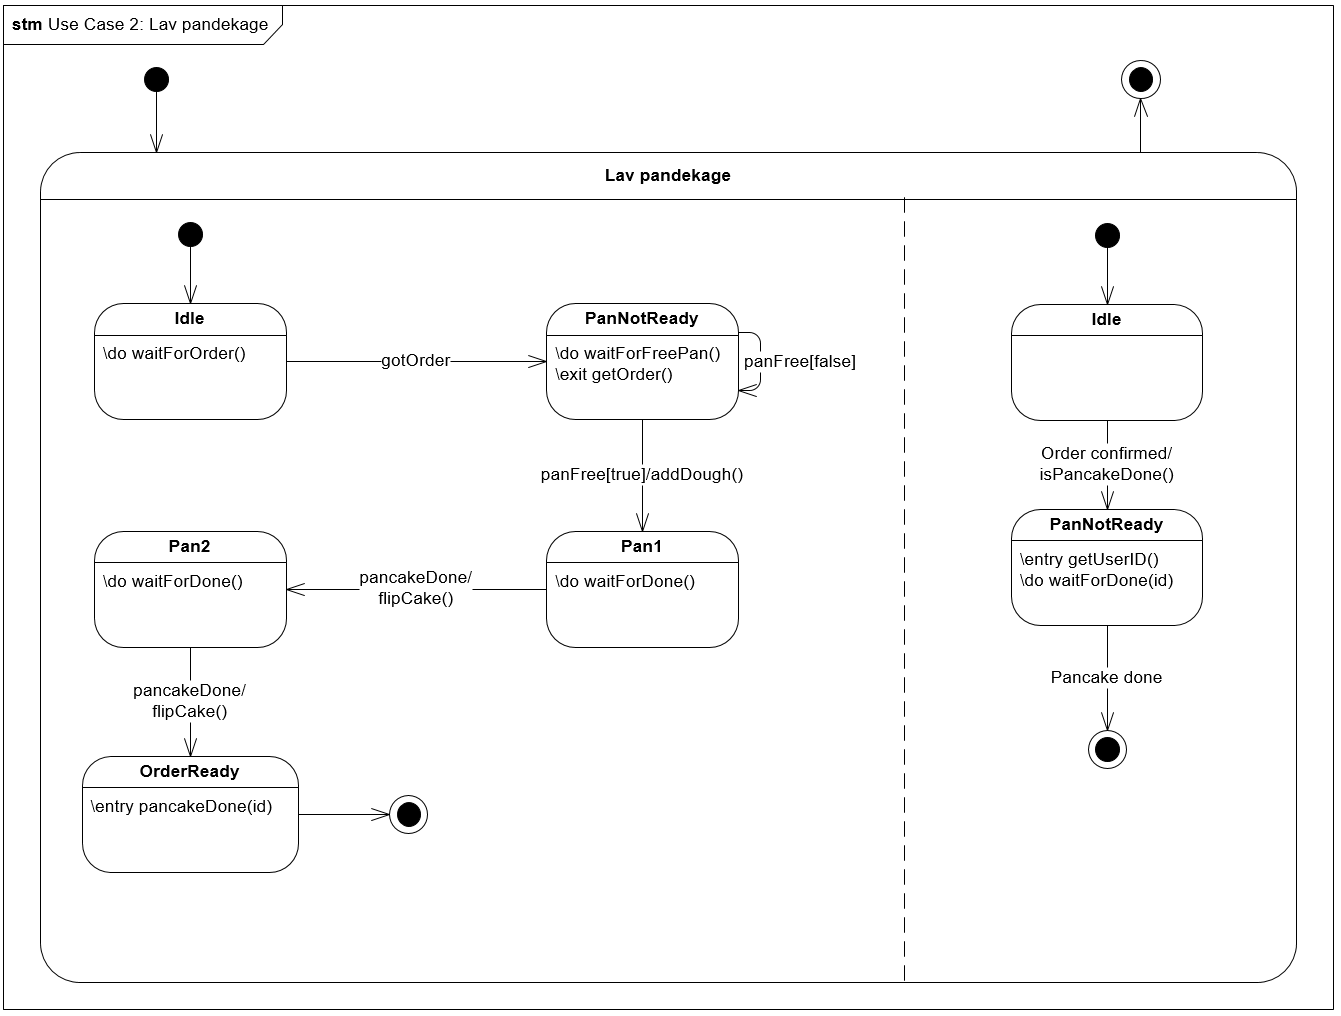 stm Use Case 2: Lav pandekage
Lav pandekage
Idle
\do waitForOrder()
gotOrder
PanNotReady
\do waitForFreePan()
\exit getOrder()
panFree[false]
panFree[true]/addDough()
Pan1
\do waitForDone()
pancakeDone/
flipCake()
Pan2
\do waitForDone()
pancakeDone/
flipCake()
OrderReady
\entry pancakeDone(id)
Idle
Order confirmed/
isPancakeDone()
PanNotReady
\entry getUserID()
\do waitForDone(id)
Pancake done